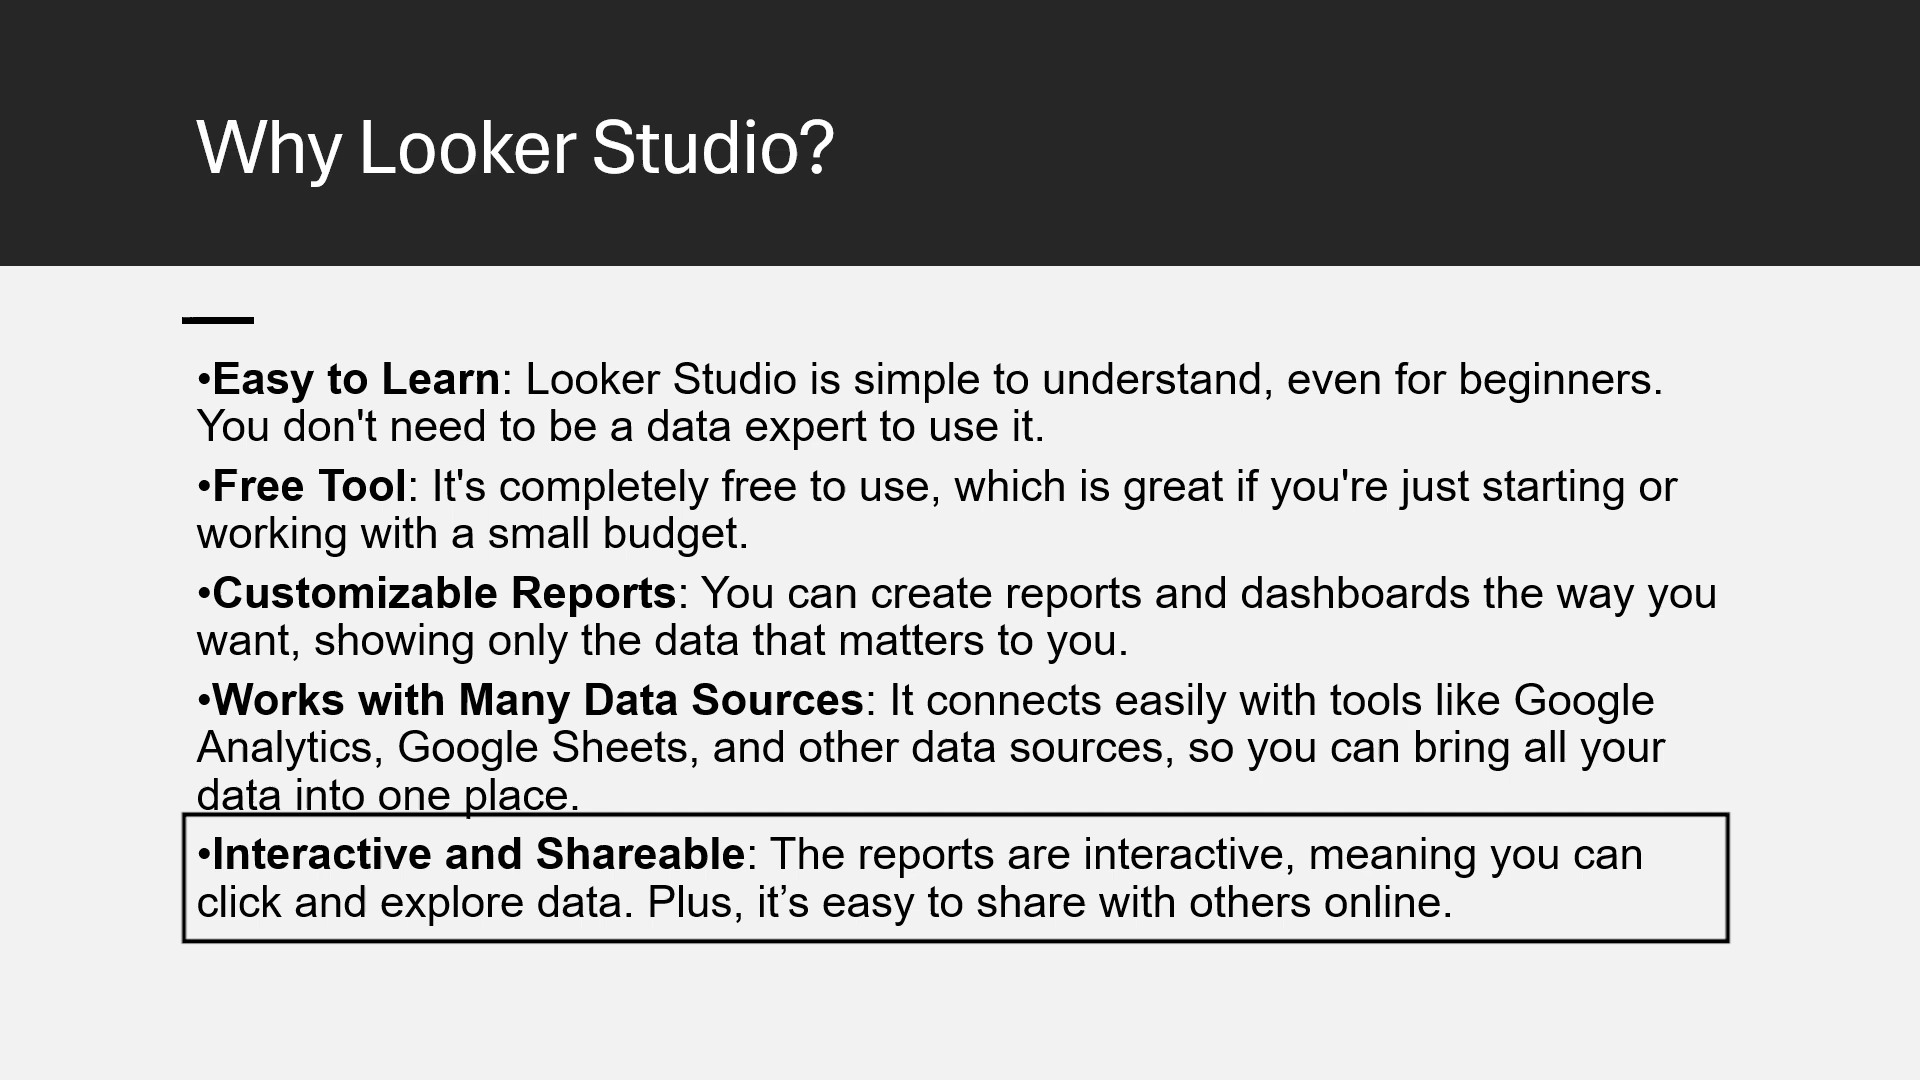 Why Looker Studio?
•Easy to Learn: Looker Studio is simple to understand, even for beginners.
You don't need to be a data expert to use it.
•Free Tool: It's completely free to use, which is great if you're just starting or
working with a small budget.
•Customizable Reports: You can create reports and dashboards the way you
want, showing only the data that matters to you.
•Works with Many Data Sources: It connects easily with tools like Google
Analytics, Google Sheets, and other data sources, so you can bring all your
data into one place.
•Interactive and Shareable: The reports are interactive, meaning you can
click and explore data. Plus, it’s easy to share with others online.